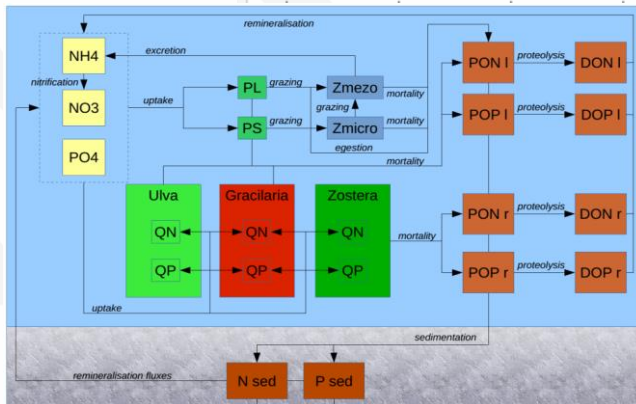 remineralisation
NH4
excretion
nitrification
NO3
uptake
PO4
PL
grazing
Zmezo
mortality
grazing
PS
grazing
Zmicro
mortality
egestion
mortality
PON l
proteolysis
DON l
POP l
proteolysis
DOP l
Ulva
Gracilaria
Zostera
QN
QN
QN
QP
QP
QP
mortality
PON r
proteolysis
DON r
POP r
proteolysis
DOP r
uptake
sedimentation
remineralisation fluxes
N sed
P sed